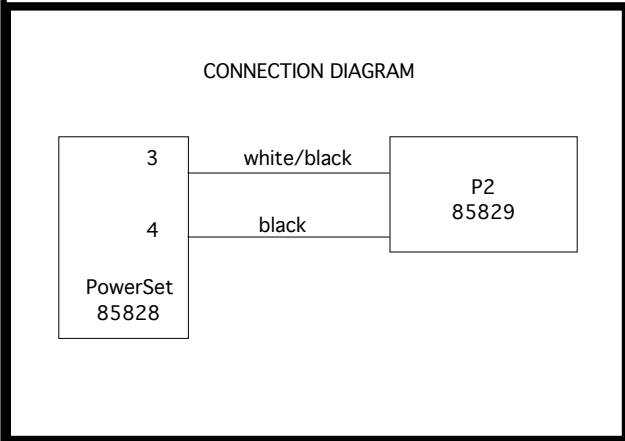 CONNECTION DIAGRAM
3
white/black
P2
85829
4
black
PowerSet
85828